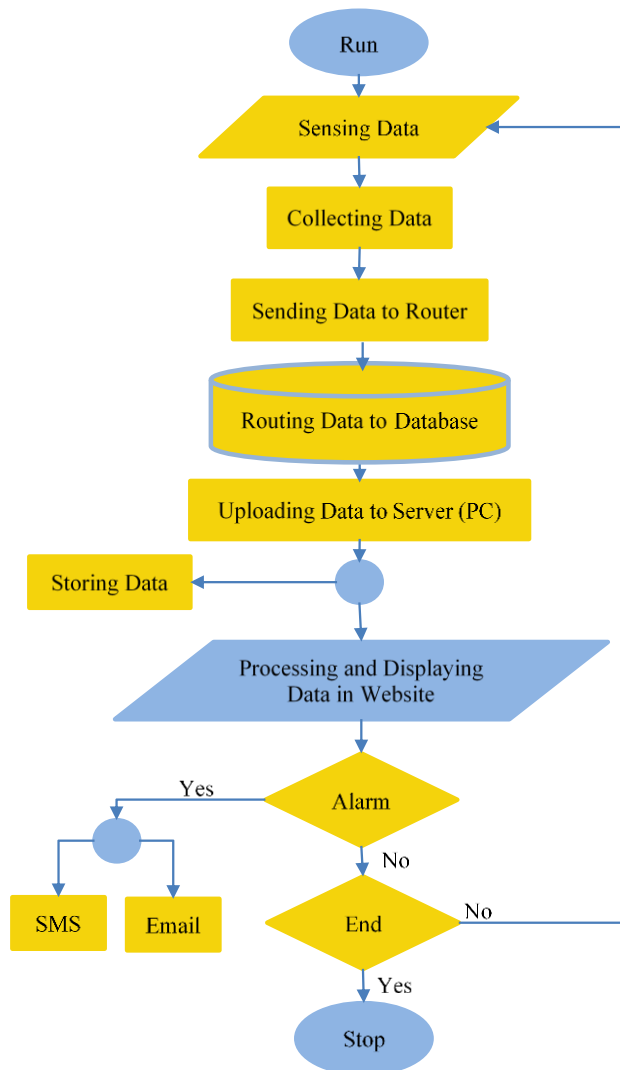 Run
Sensing Data
Collecting Data
Sending Data to Router
Routing Data to Database
Uploading Data to Server (PC)
Storing Data
Processing and Displaying
Data in Website
Yes
Alarm
No
SMS
Email
End
No
Yes
Stop